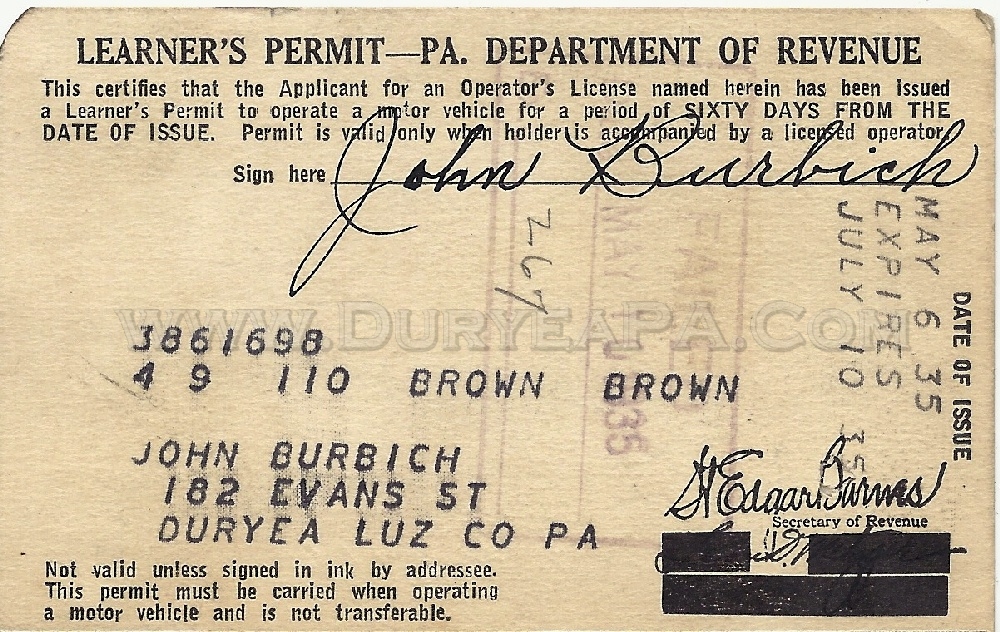 LEARNER'S PERMIT—PA. DEPARTMENT OF REVENUE
This certifies that the Applicant for an Operator's License named herein has been issued
a Learner's Permit to operate a motor vehicle for a period of SIXTY DAYS FROM THE
DATE OF ISSUE. Permit is valid only when holder is accompanied by a licensed operator.
Sign here John Burbich
267
MAY 6 35
EXPIRES
JULY 10 35
DATE OF ISSUE
www.DuryeaPA.Com
3861698
4 9 110 BROWN BROWN
JOHN BURBICH
182 EVANS ST
DURYEA LUZ CO PA
Secretary of Revenue
Not valid unless signed in ink by addressee.
This permit must be carried when operating
a motor vehicle and is not transferable.